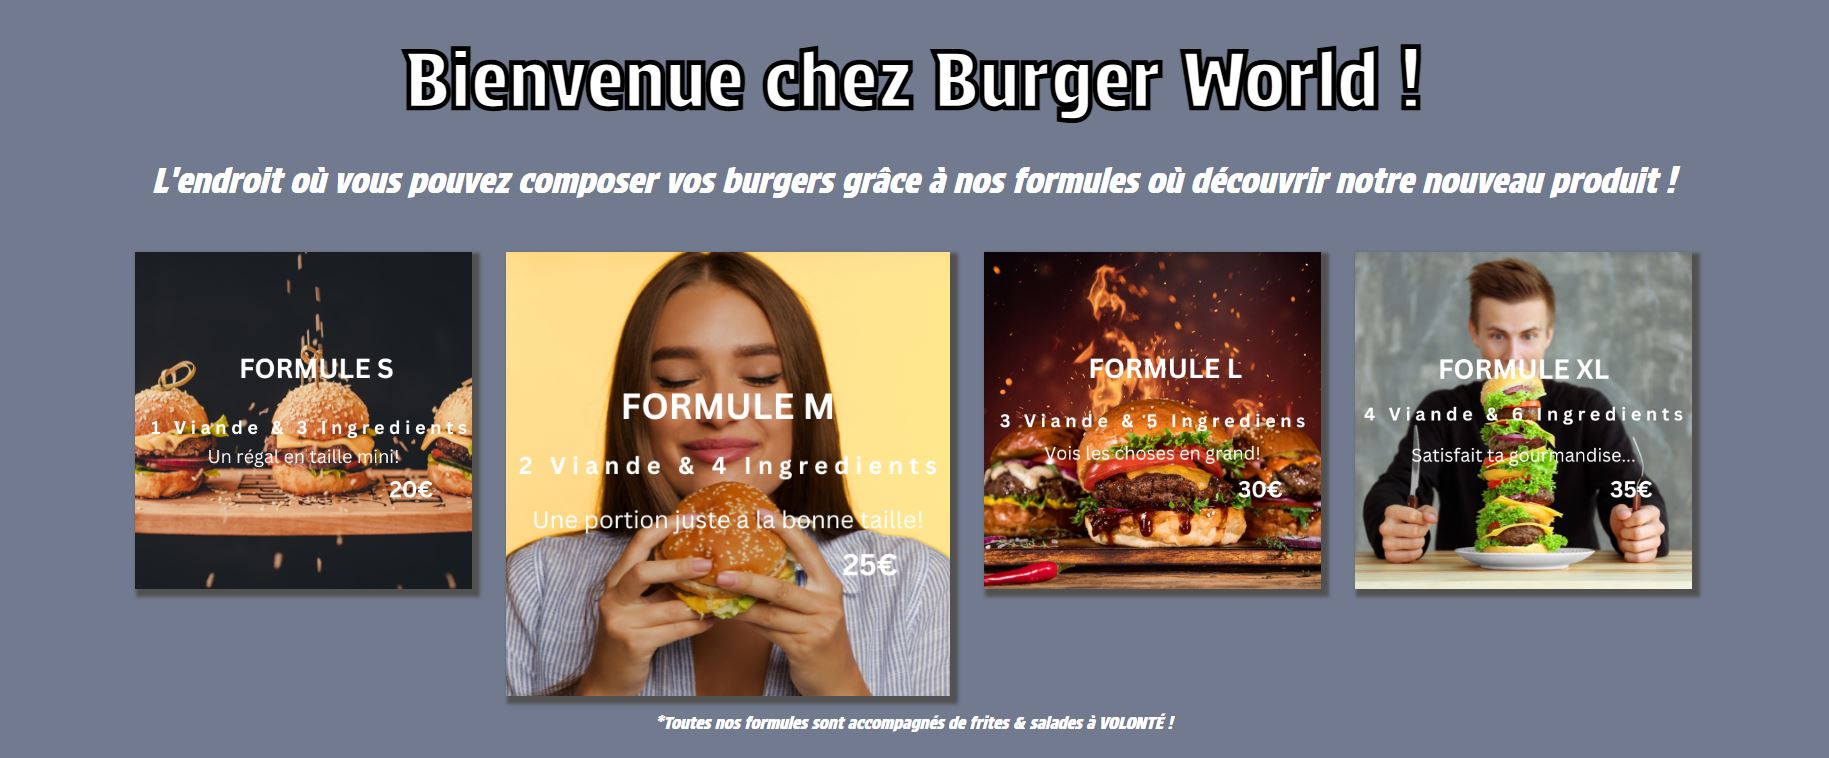 Bienvenue chez Burger World !
L'endroit où vous pouvez composer vos burgers grâce à nos formules où découvrir notre nouveau produit !
FORMULE S
1 Viande & 3 Ingredients
Un régal en taille mini!
20€
FORMULE M
2 Viande & 4 Ingredients
Une portion juste a la bonne taille!
25€
FORMULE L
3 Viande & 5 Ingrediens
Vois les choses en grand!
30€
FORMULE XL
4 Viande & 6 Ingredients
Satisfait ta gourmandise...
35€
*Toutes nos formules sont accompagnés de frites & salades à VOLONTÉ !